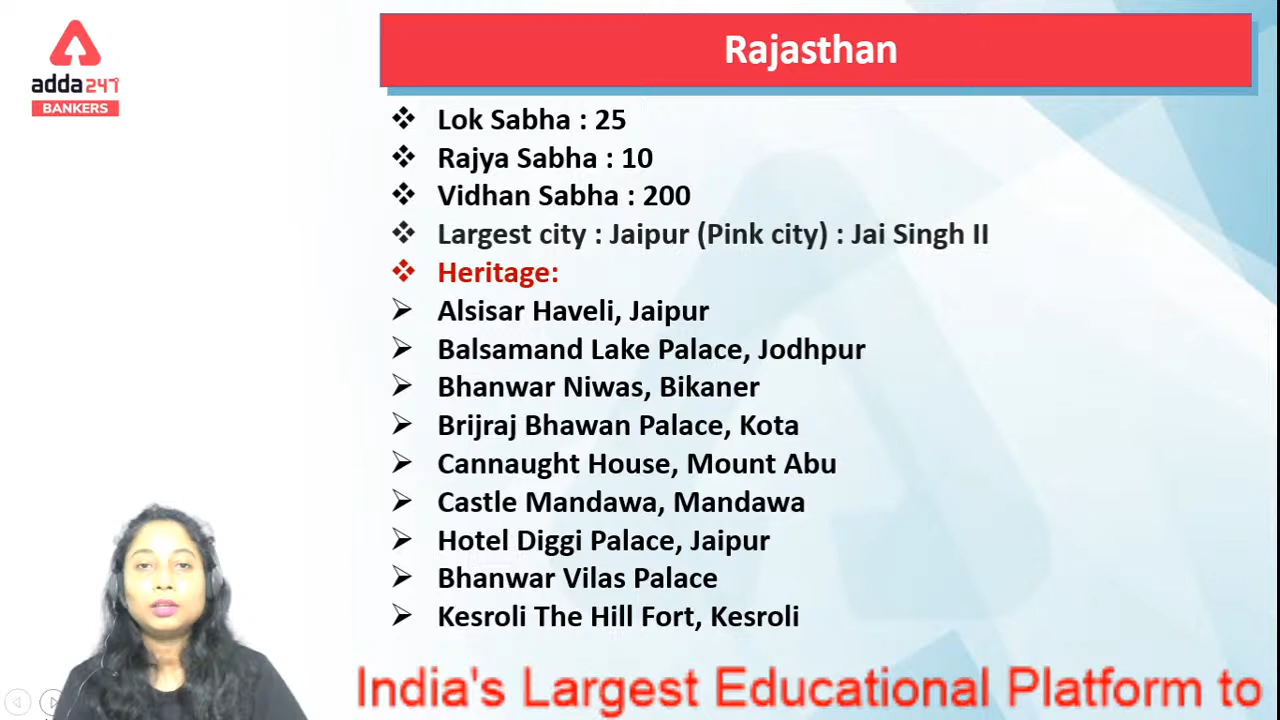 adda247
BANKERS
Rajasthan
Lok Sabha : 25
Rajya Sabha : 10
Vidhan Sabha : 200
Largest city : Jaipur (Pink city) : Jai Singh II
Heritage:
Alsisar Haveli, Jaipur
Balsamand Lake Palace, Jodhpur
Bhanwar Niwas, Bikaner
Brijraj Bhawan Palace, Kota
Cannaught House, Mount Abu
Castle Mandawa, Mandawa
Hotel Diggi Palace, Jaipur
Bhanwar Vilas Palace
Kesroli The Hill Fort, Kesroli
India's Largest Educational Platform to